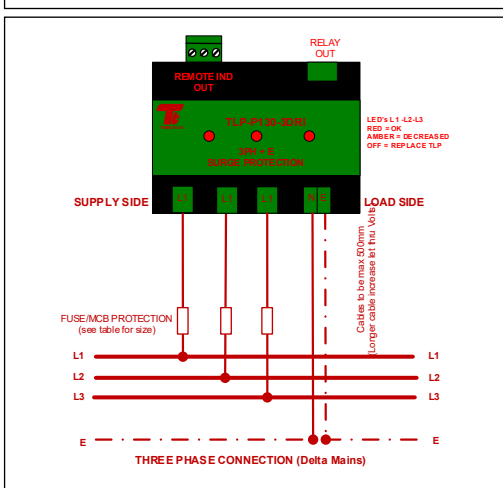 RELAY
OUT
REMOTE IND
OUT
TLP-P130-3DRI
3PH + E
SURGE PROTECTION
LED's L1 -L2-L3
RED = OK
AMBER = DECREASED
OFF = REPLACE TLP
SUPPLY SIDE
L1
L1
L1
N
E
LOAD SIDE
Cables to be max 500mm
(Longer cable increase let thru Volts)
FUSE/MCB PROTECTION
(see table for size)
L1
L1
L2
L2
L3
L3
E
E
THREE PHASE CONNECTION (Delta Mains)